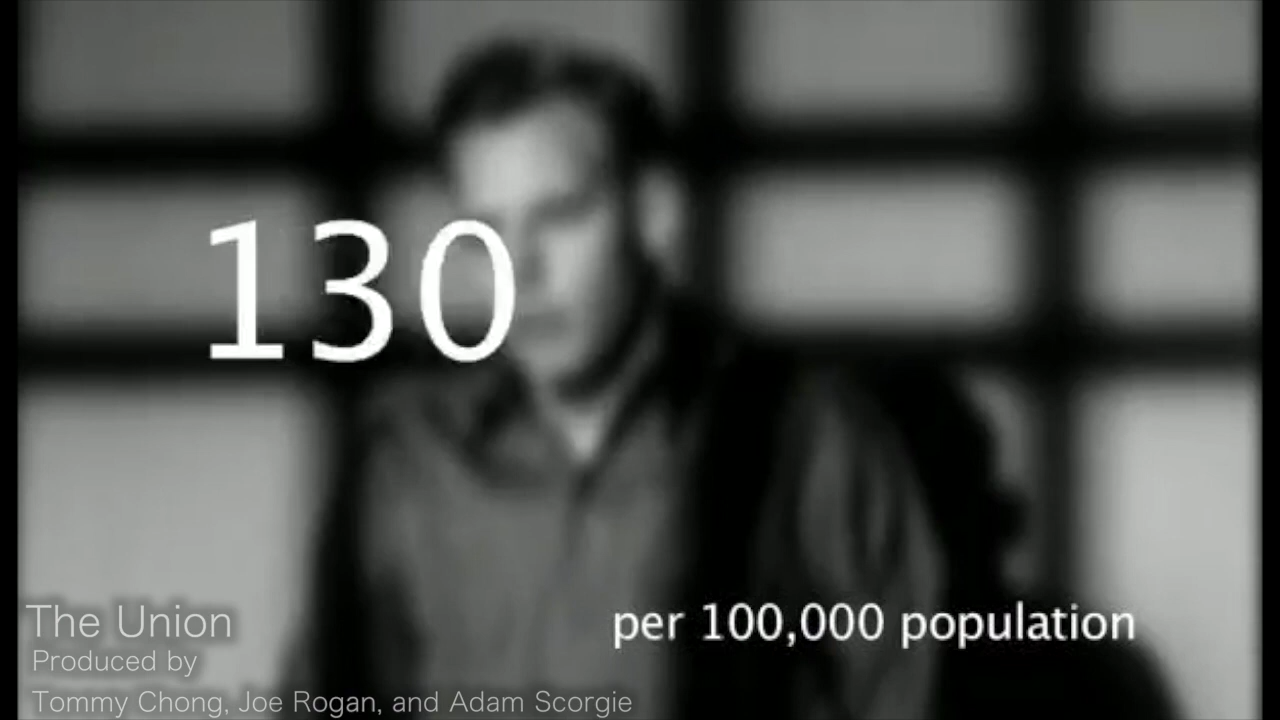 130
per 100,000 population
The Union
Produced by
Tommy Chong, Joe Rogan, and Adam Scorgie